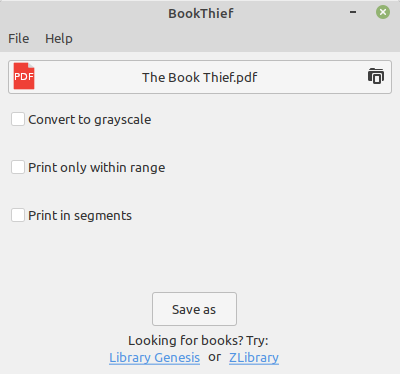 BookThief
File Help
PDF The Book Thief.pdf
Convert to grayscale
Print only within range
Print in segments
Save as
Looking for books? Try:
Library Genesis or ZLibrary